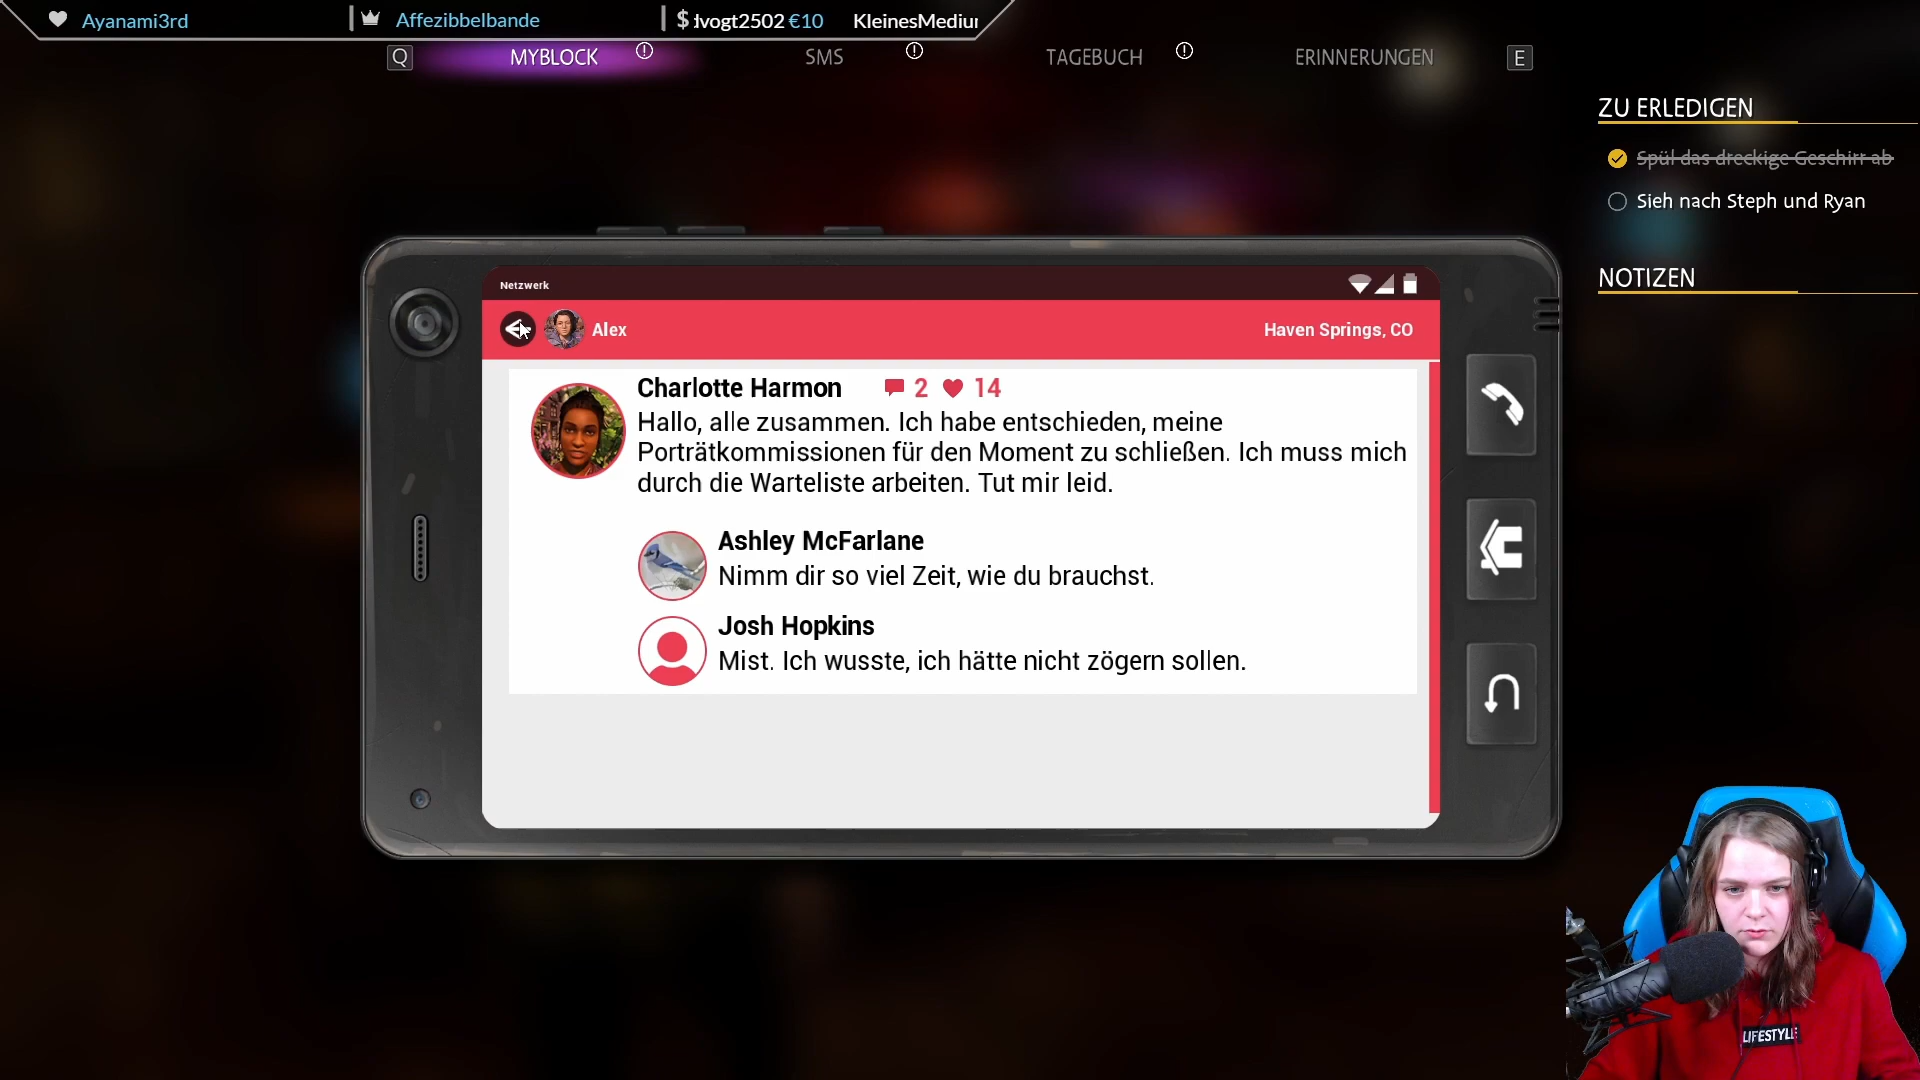 Ayanami3rd
Affezibbelbande
$ Jvogt2502 €10 KleinesMediu
Q MYBLOCK SMS TAGEBUCH ERINNERUNGEN E
ZU ERLEDIGEN
Spül das dreckige Geschirr ab
Sieh nach Steph und Ryan
NOTIZEN
Netzwerk
Alex
Haven Springs, CO
Charlotte Harmon 2 14
Hallo, alle zusammen. Ich habe entschieden, meine
Porträtkommissionen für den Moment zu schließen. Ich muss mich
durch die Warteliste arbeiten. Tut mir leid.
Ashley McFarlane
Nimm dir so viel Zeit, wie du brauchst.
Josh Hopkins
Mist. Ich wusste, ich hätte nicht zögern sollen.
LIFESTYLE